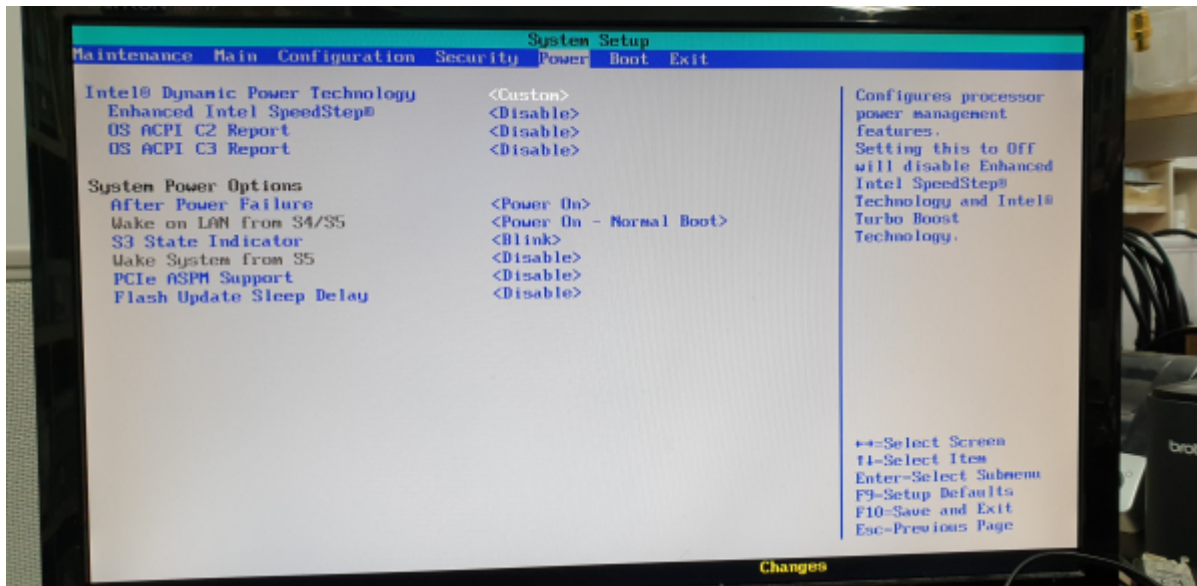 System Setup
Maintenance Main Configuration Security Power Boot Exit
Intel® Dynamic Power Technology <Custom>
Enhanced Intel SpeedStep® <Disable>
OS ACPI C2 Report <Disable>
OS ACPI C3 Report <Disable>
System Power Options
After Power Failure <Power On>
Wake on LAN from S4/S5 <Power On - Normal Boot>
S3 State Indicator <Blink>
Wake System from S5 <Disable>
PCIe ASPM Support <Disable>
Flash Update Sleep Delay <Disable>
Configures processor
power management
features.
Setting this to Off
will disable Enhanced
Intel SpeedStep®
Technology and Intel®
Turbo Boost
Technology.
↔=Select Screen
↑↓=Select Item
Enter=Select Submenu
F9=Setup Defaults
F10=Save and Exit
Esc=Previous Page
Changes